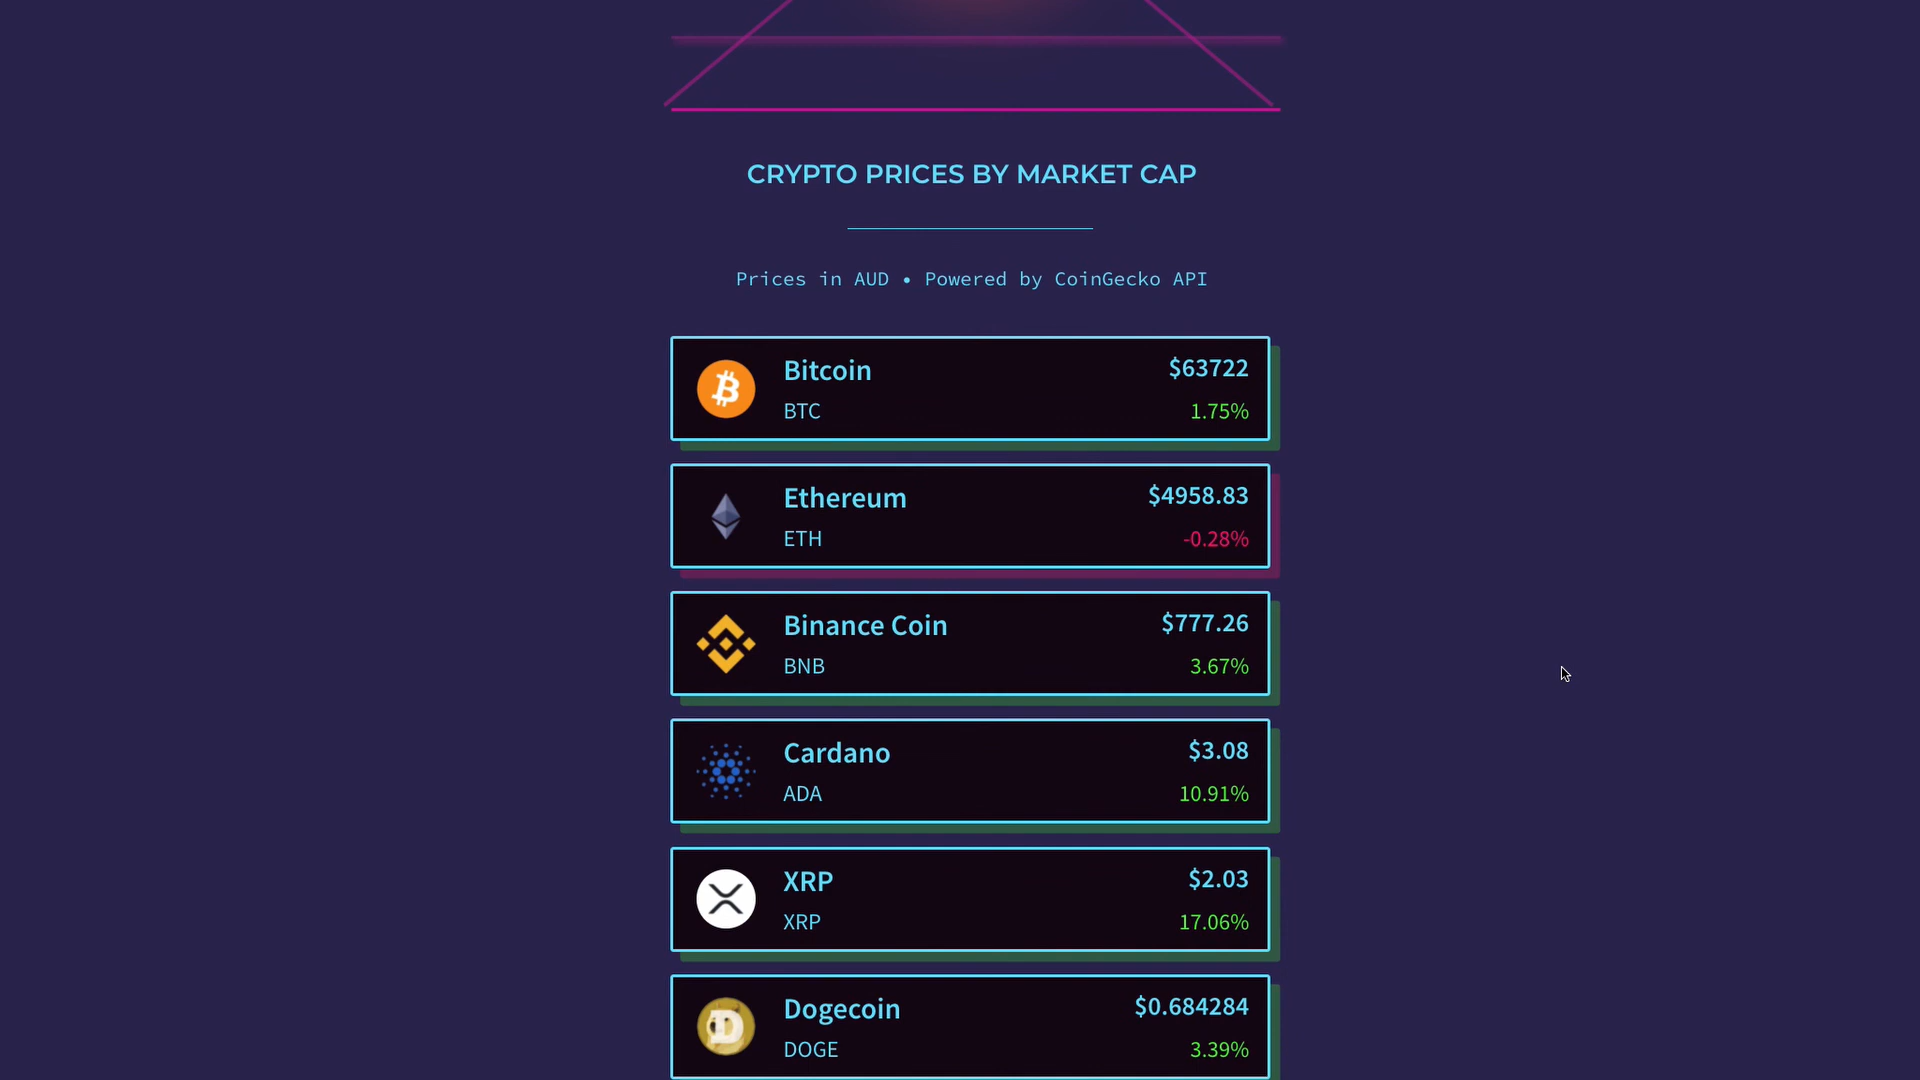 CRYPTO PRICES BY MARKET CAP
Prices in AUD • Powered by CoinGecko API
Bitcoin $63722
BTC 1.75%
Ethereum $4958.83
ETH -0.28%
Binance Coin $777.26
BNB 3.67%
Cardano $3.08
ADA 10.91%
XRP $2.03
XRP 17.06%
Dogecoin $0.684284
DOGE 3.39%